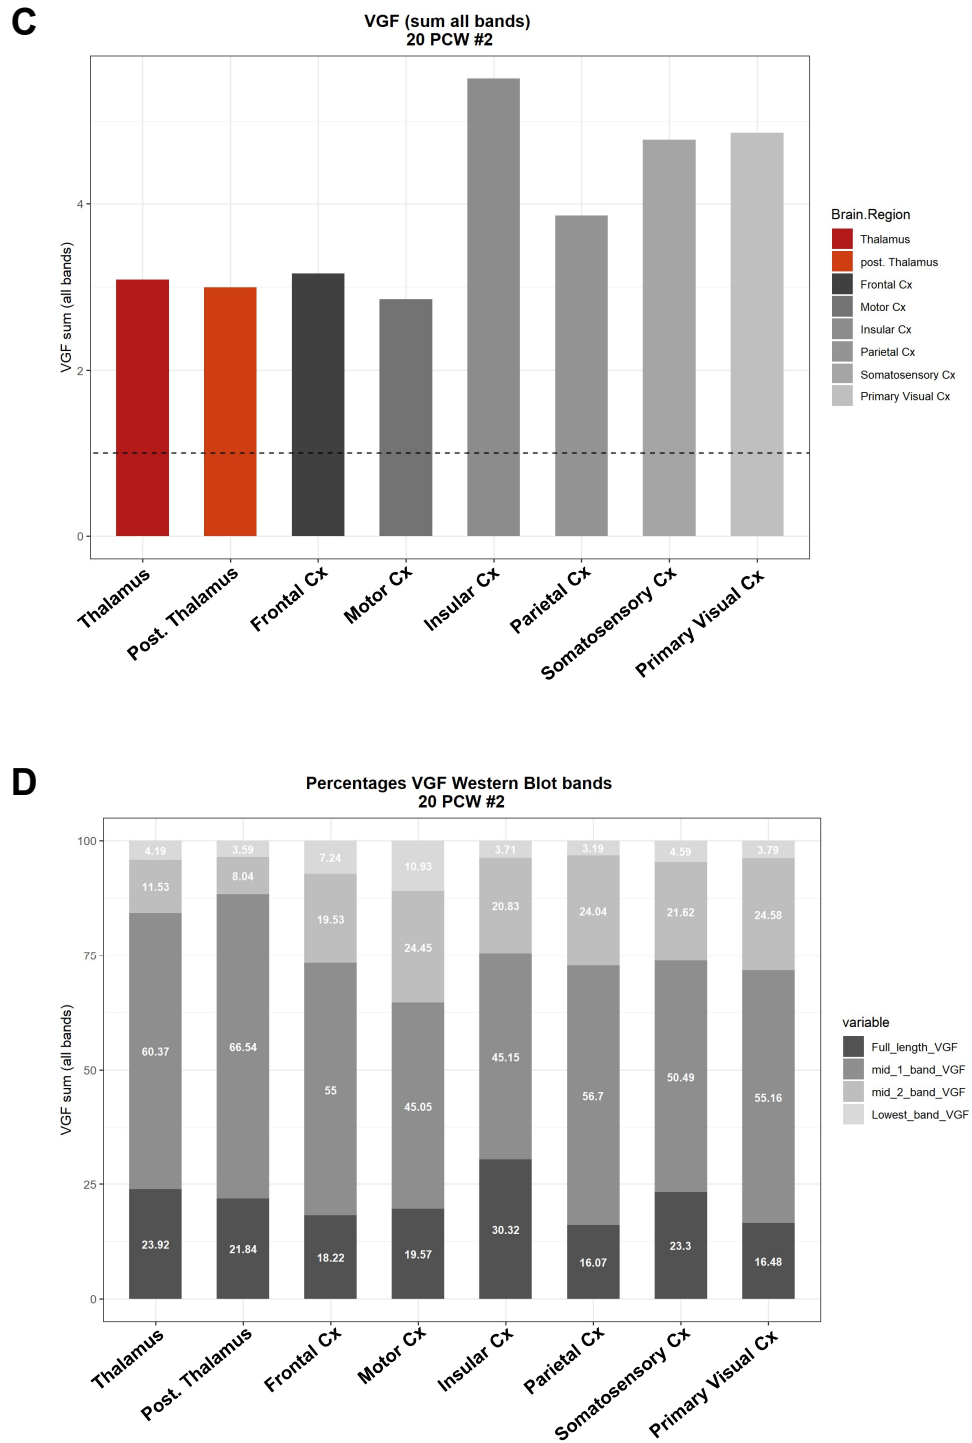 C
VGF (sum all bands)
20 PCW #2
VGF sum (all bands)
4
2
0
Thalamus
Post. Thalamus
Frontal Cx
Motor Cx
Insular Cx
Parietal Cx
Somatosensory Cx
Primary Visual Cx
Brain.Region
Thalamus
post. Thalamus
Frontal Cx
Motor Cx
Insular Cx
Parietal Cx
Somatosensory Cx
Primary Visual Cx
D
Percentages VGF Western Blot bands
20 PCW #2
VGF sum (all bands)
100
75
50
25
0
4.19
11.53
60.37
23.92
3.59
8.04
66.54
21.84
7.24
19.53
55
18.22
10.93
24.45
45.05
19.57
3.71
20.83
45.15
30.32
3.19
24.04
56.7
16.07
4.59
21.62
50.49
23.3
3.79
24.58
55.16
16.48
Thalamus
Post. Thalamus
Frontal Cx
Motor Cx
Insular Cx
Parietal Cx
Somatosensory Cx
Primary Visual Cx
variable
Full_length_VGF
mid_1_band_VGF
mid_2_band_VGF
Lowest_band_VGF